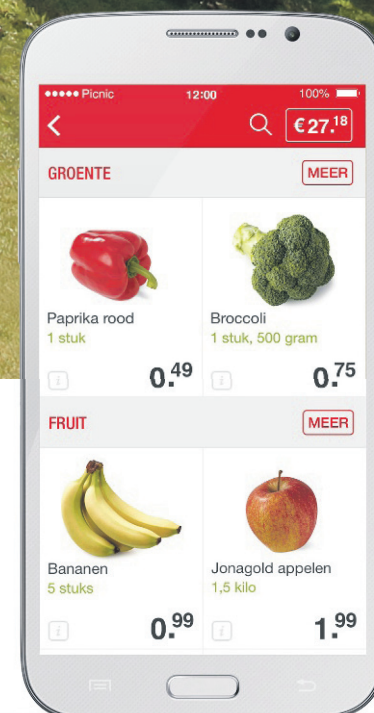 Picnic 12:00 100%
€27.18
GROENTE MEER
Paprika rood
1 stuk
0.49
Broccoli
1 stuk, 500 gram
0.75
FRUIT MEER
Bananen
5 stuks
0.99
Jonagold appelen
1,5 kilo
1.99